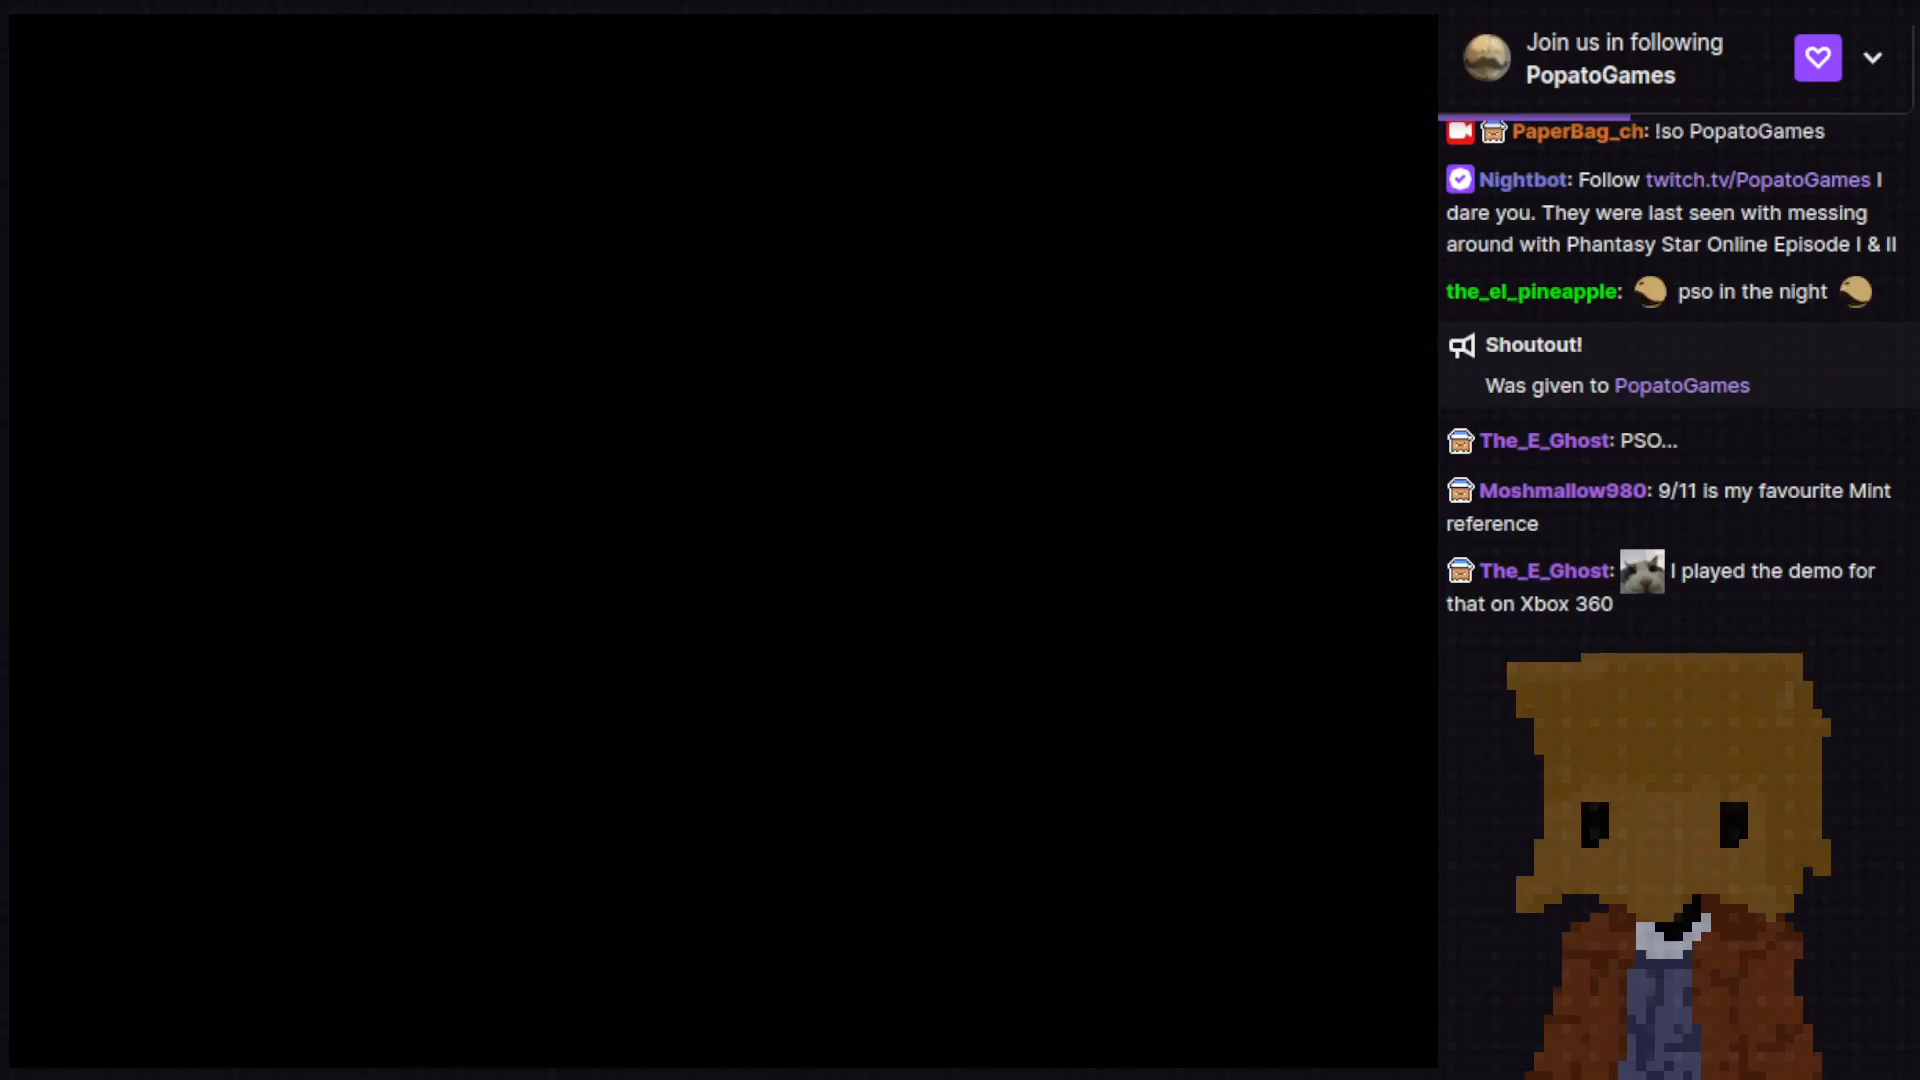 Join us in following
PopatoGames
PaperBag_ch: !so PopatoGames
Nightbot: Follow twitch.tv/PopatoGames I
dare you. They were last seen with messing
around with Phantasy Star Online Episode I & II
the_el_pineapple: pso in the night
Shoutout!
Was given to PopatoGames
The_E_Ghost: PSO...
Moshmallow980: 9/11 is my favourite Mint
reference
The_E_Ghost: I played the demo for
that on Xbox 360